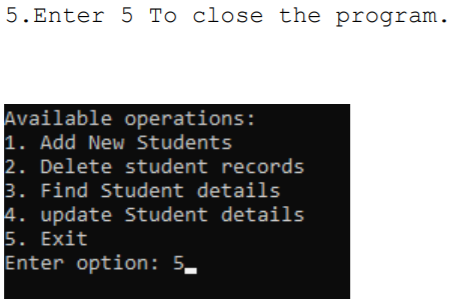 5.Enter 5 To close the program.
Available operations:
1. Add New Students
2. Delete student records
3. Find Student details
4. update Student details
5. Exit
Enter option: 5